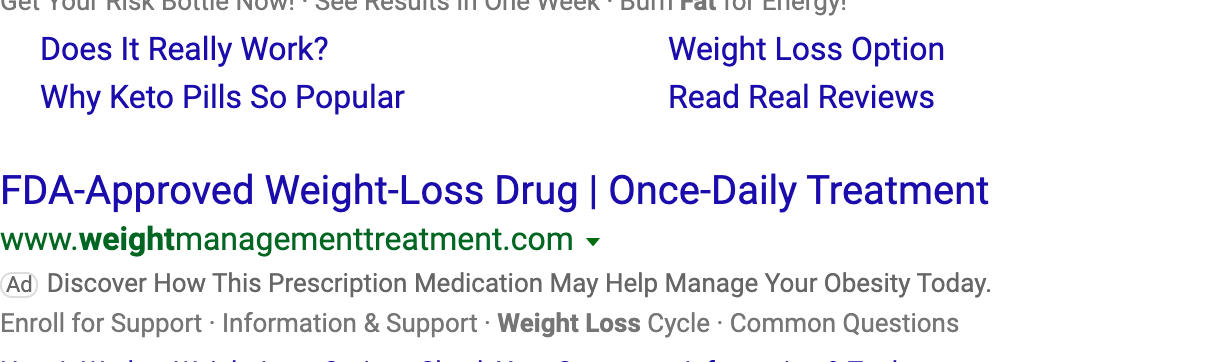 Get Your Risk Bottle Now! · See Results in One Week · Burn Fat for Energy!
Does It Really Work?
Weight Loss Option
Why Keto Pills So Popular
Read Real Reviews
FDA-Approved Weight-Loss Drug | Once-Daily Treatment
www.weightmanagementtreatment.com
Ad Discover How This Prescription Medication May Help Manage Your Obesity Today.
Enroll for Support · Information & Support · Weight Loss Cycle · Common Questions